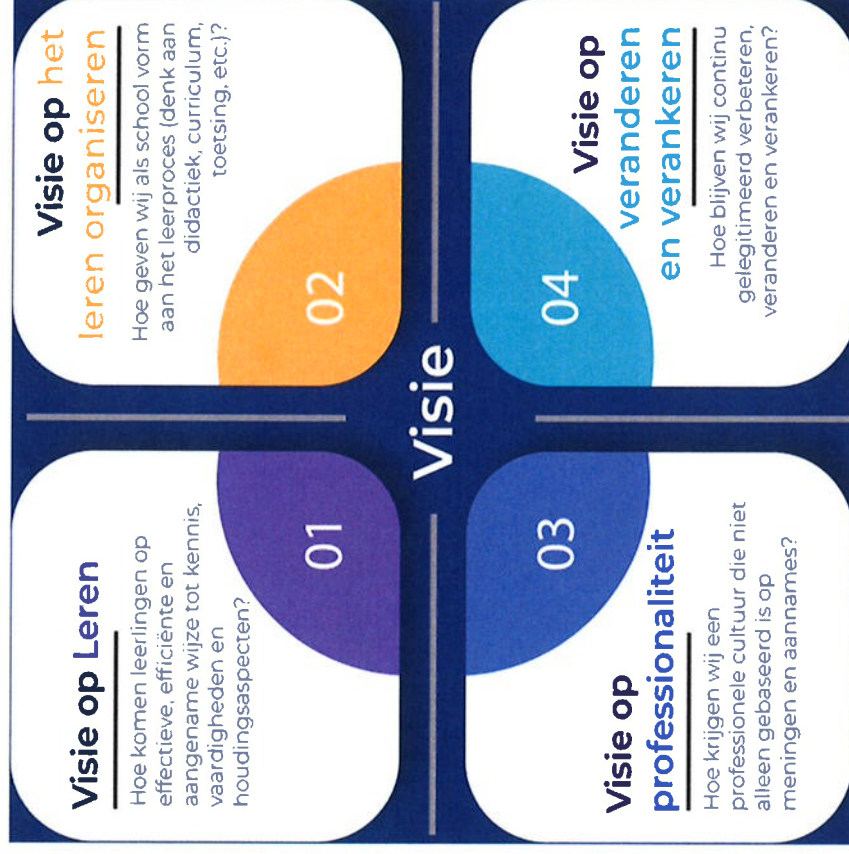 Visie op Leren
Hoe komen leerlingen op
effectieve, efficiënte en
aangename wijze tot kennis,
vaardigheden en
houdingsaspecten?
01
Visie op het
leren organiseren
Hoe geven wij als school vorm
aan het leerproces (denk aan
didactiek, curriculum,
toetsing, etc.)?
02
Visie
Visie op
professionaliteit
Hoe krijgen wij een
professionele cultuur die niet
alleen gebaseerd is op
meningen en aannames?
03
Visie op
veranderen
en verankeren
Hoe blijven wij continu
gelegitimeerd verbeteren,
veranderen en verankeren?
04